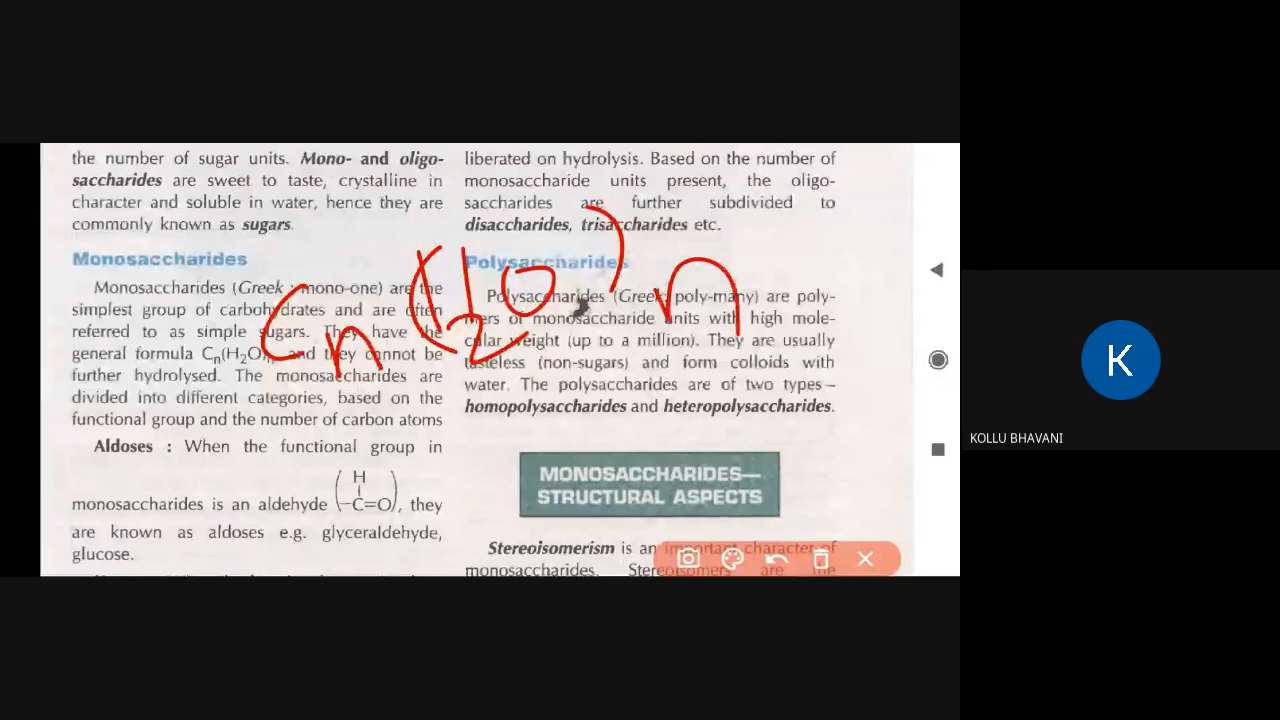 the number of sugar units. Mono- and oligo-
saccharides are sweet to taste, crystalline in
character and soluble in water, hence they are
commonly known as sugars.
Monosaccharides
Monosaccharides (Greek : mono-one) are the
simplest group of carbohydrates and are often
referred to as simple sugars. They have the
general formula Cn(H2O)n, and they cannot be
further hydrolysed. The monosaccharides are
divided into different categories, based on the
functional group and the number of carbon atoms
Aldoses : When the functional group in
H
monosaccharides is an aldehyde (–C=O), they
are known as aldoses e.g. glyceraldehyde,
glucose.
liberated on hydrolysis. Based on the number of
monosaccharide units present, the oligo-
saccharides are further subdivided to
disaccharides, trisaccharides etc.
Polysaccharides
Polysaccharides (Greek: poly-many) are poly-
mers of monosaccharide units with high mole-
cular weight (up to a million). They are usually
tasteless (non-sugars) and form colloids with
water. The polysaccharides are of two types –
homopolysaccharides and heteropolysaccharides.
MONOSACCHARIDES—
STRUCTURAL ASPECTS
Stereoisomerism is an important character of
monosaccharides. Stereoisomers are the
Cn(H2O)n
K
KOLLU BHAVANI